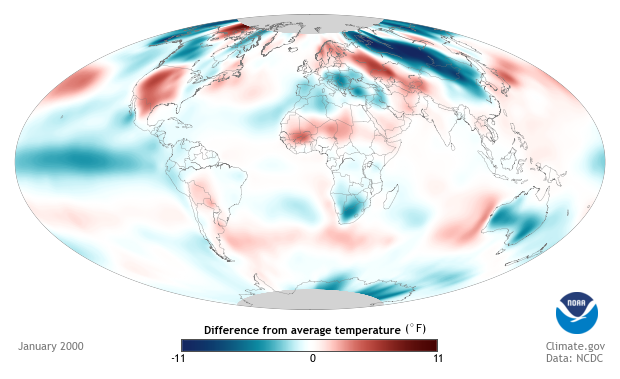 NOAA
Difference from average temperature (°F)
January 2000
-11 0 11
Climate.gov
Data: NCDC